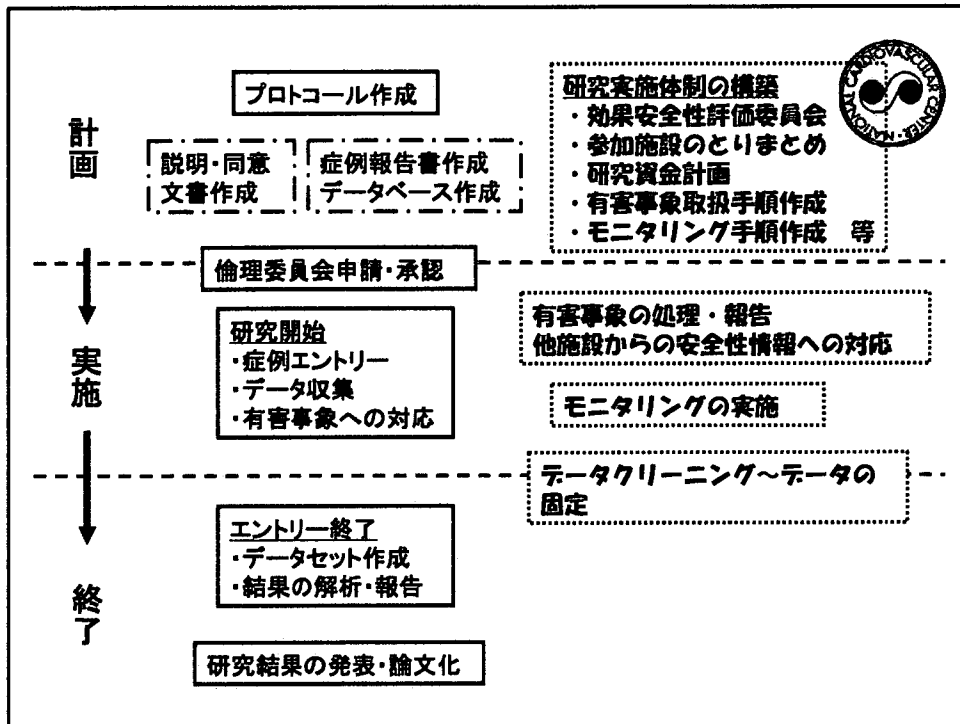 計画
プロトコール作成
説明・同意
文書作成
症例報告書作成
データベース作成
研究実施体制の構築
・効果安全性評価委員会
・参加施設のとりまとめ
・研究資金計画
・有害事象取扱手順作成
・モニタリング手順作成 等
NATIONAL CARDIOVASCULAR CENTER
倫理委員会申請・承認
実施
研究開始
・症例エントリー
・データ収集
・有害事象への対応
有害事象の処理・報告
他施設からの安全性情報への対応
モニタリングの実施
データクリーニング~データの
固定
終了
エントリー終了
・データセット作成
・結果の解析・報告
研究結果の発表・論文化